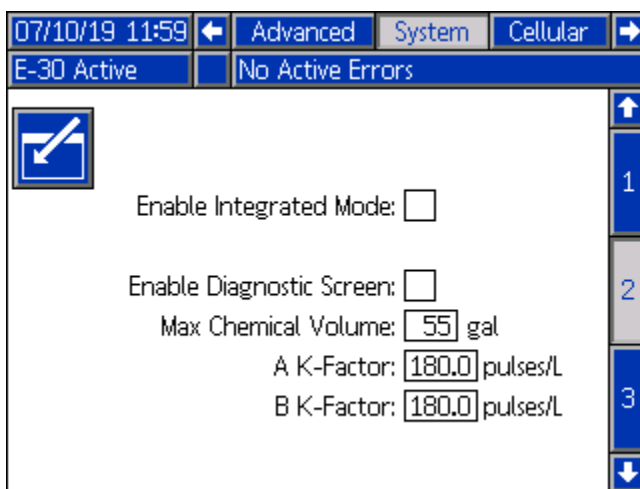 07/10/19 11:59 Advanced System Cellular
E-30 Active No Active Errors
1
Enable Integrated Mode:
Enable Diagnostic Screen:
2
Max Chemical Volume: 55 gal
A K-Factor: 180.0 pulses/L
B K-Factor: 180.0 pulses/L
3